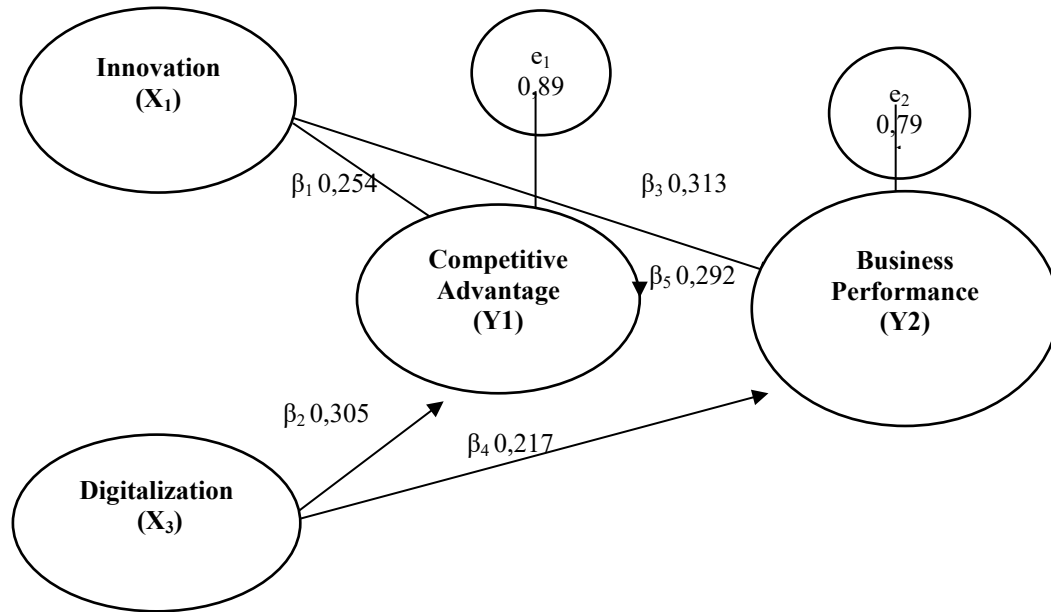 Innovation
(X₁)
e₁
0,89
e₂
0,79
β₁ 0,254
β₃ 0,313
Competitive
Advantage
(Y1)
β₅ 0,292
Business
Performance
(Y2)
β₂ 0,305
β₄ 0,217
Digitalization
(X₃)